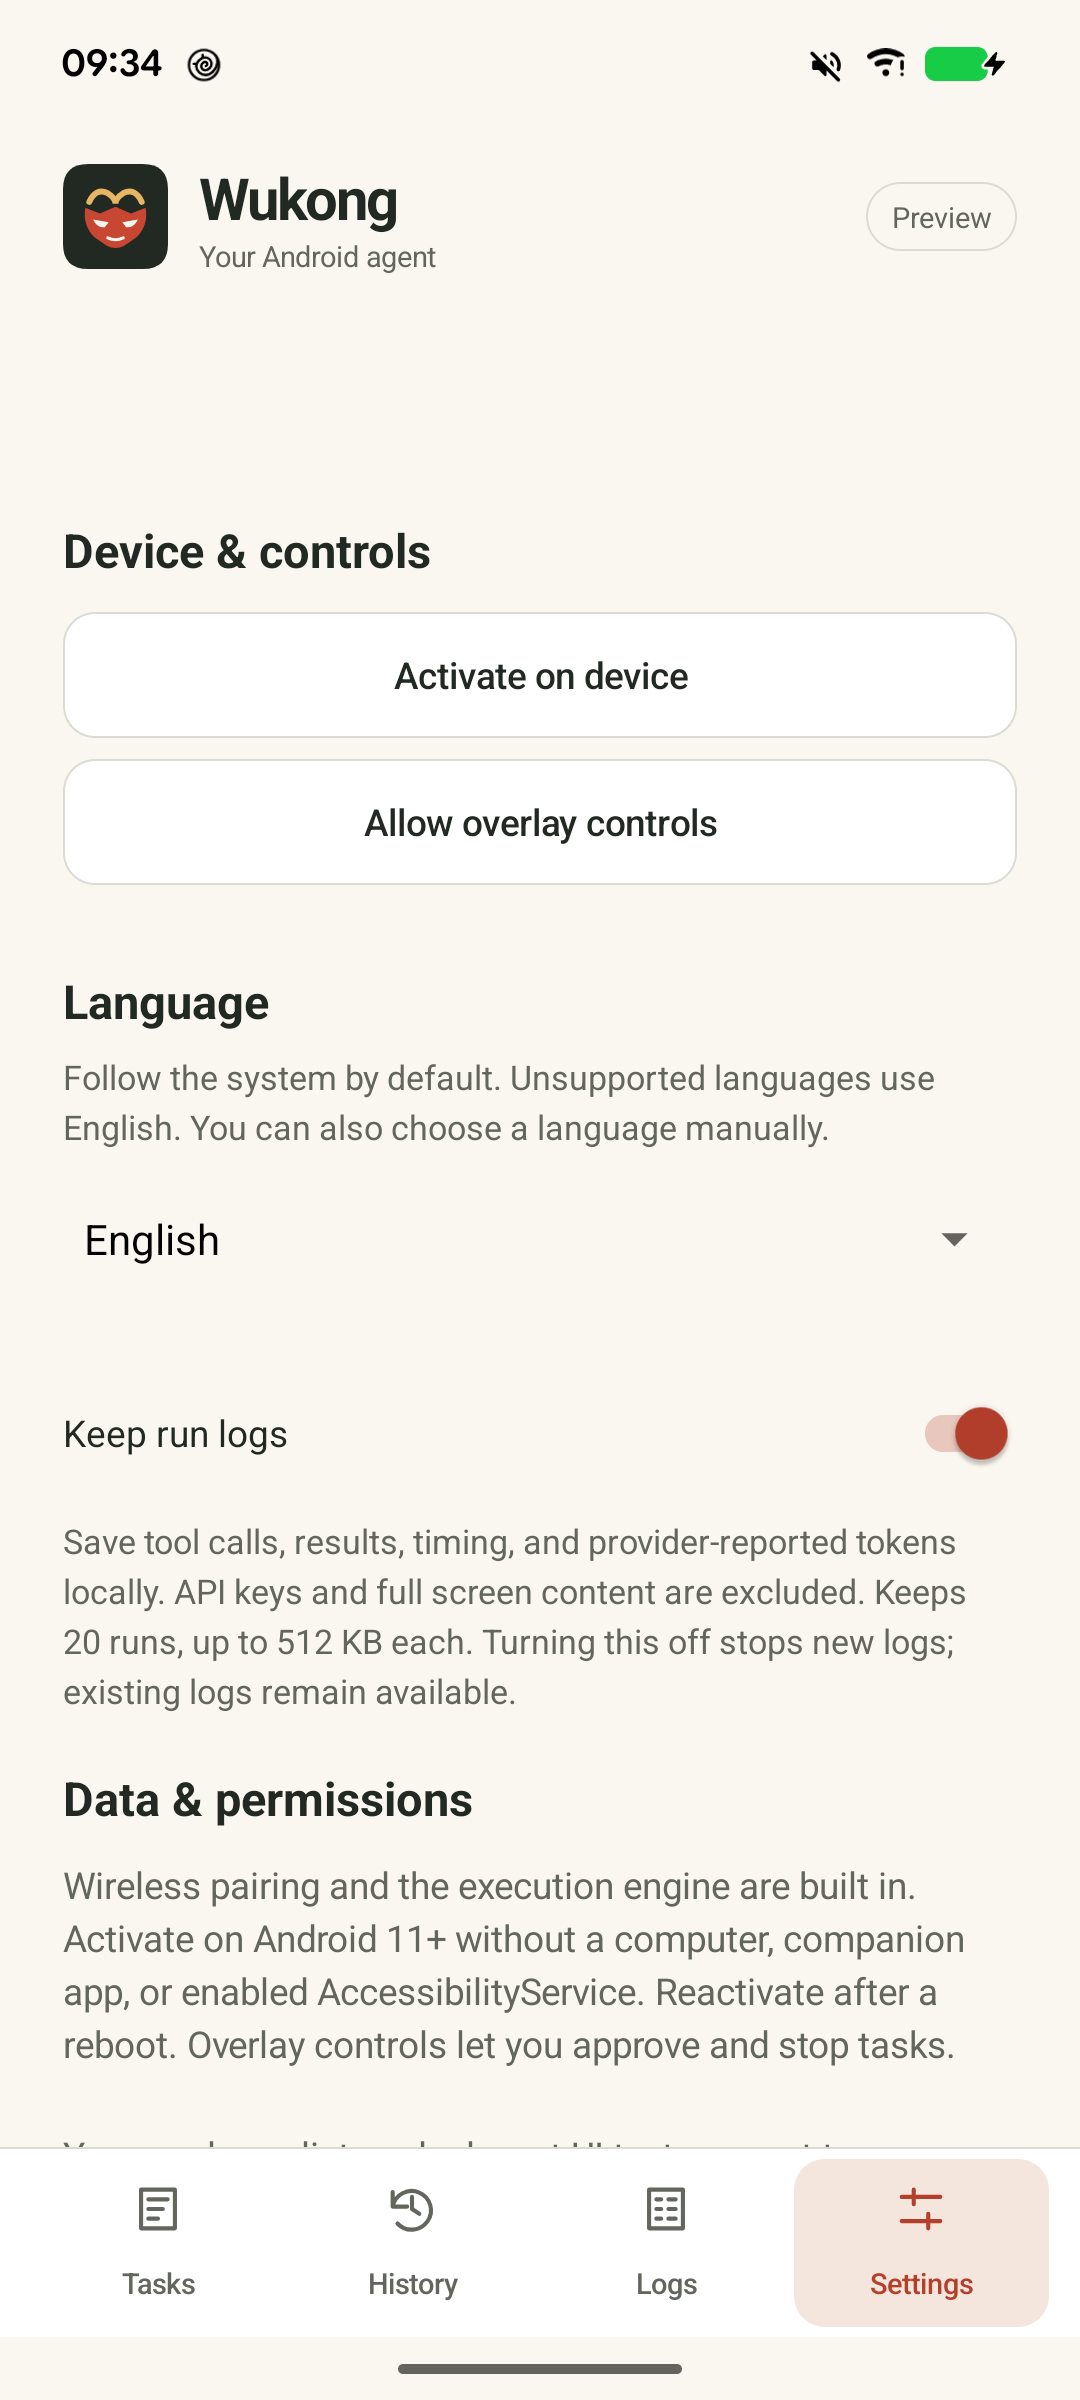 09:34
Wukong
Your Android agent
Preview
Device & controls
Activate on device
Allow overlay controls
Language
Follow the system by default. Unsupported languages use
English. You can also choose a language manually.
English
Keep run logs
Save tool calls, results, timing, and provider-reported tokens
locally. API keys and full screen content are excluded. Keeps
20 runs, up to 512 KB each. Turning this off stops new logs;
existing logs remain available.
Data & permissions
Wireless pairing and the execution engine are built in.
Activate on Android 11+ without a computer, companion
app, or enabled AccessibilityService. Reactivate after a
reboot. Overlay controls let you approve and stop tasks.
Tasks
History
Logs
Settings